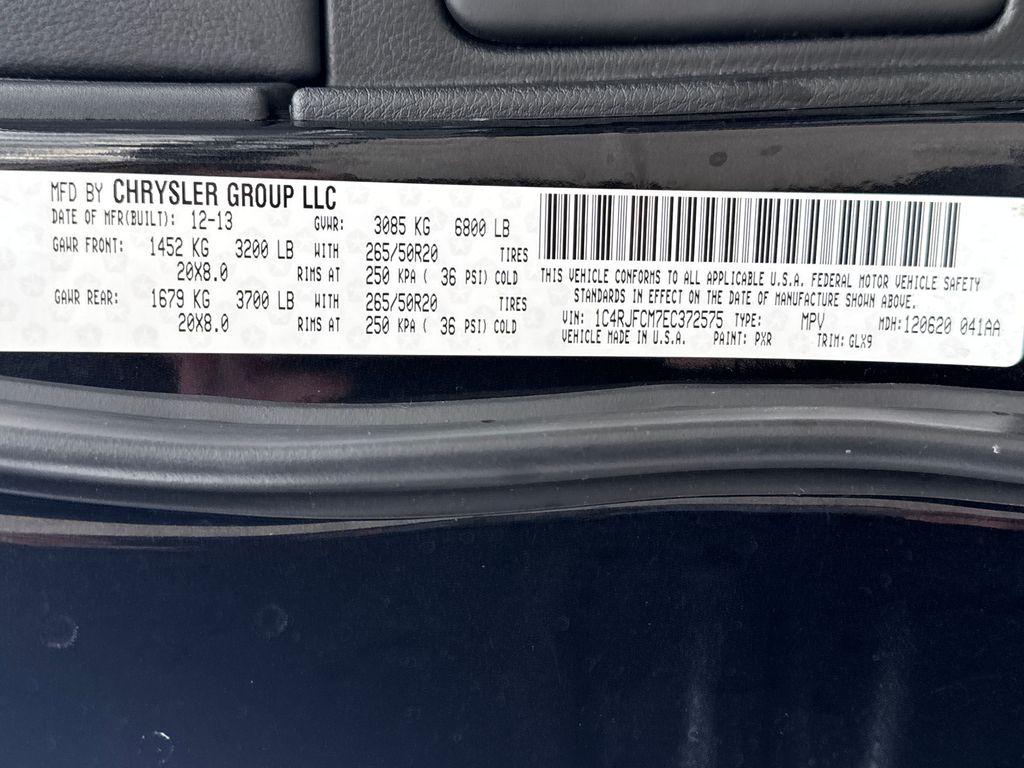 MFD BY CHRYSLER GROUP LLC
DATE OF MFR(BUILT): 12-13 GVWR: 3085 KG 6800 LB
GAWR FRONT: 1452 KG 3200 LB WITH 265/50R20 TIRES
20X8.0 RIMS AT 250 KPA ( 36 PSI) COLD
GAWR REAR: 1679 KG 3700 LB WITH 265/50R20 TIRES
20X8.0 RIMS AT 250 KPA ( 36 PSI) COLD
THIS VEHICLE CONFORMS TO ALL APPLICABLE U.S.A. FEDERAL MOTOR VEHICLE SAFETY
STANDARDS IN EFFECT ON THE DATE OF MANUFACTURE SHOWN ABOVE.
VIN: 1C4RJFCM7EC372575 TYPE: MPV MDH: 120620 041AA
VEHICLE MADE IN U.S.A. PAINT: PXR TRIM: GLX9